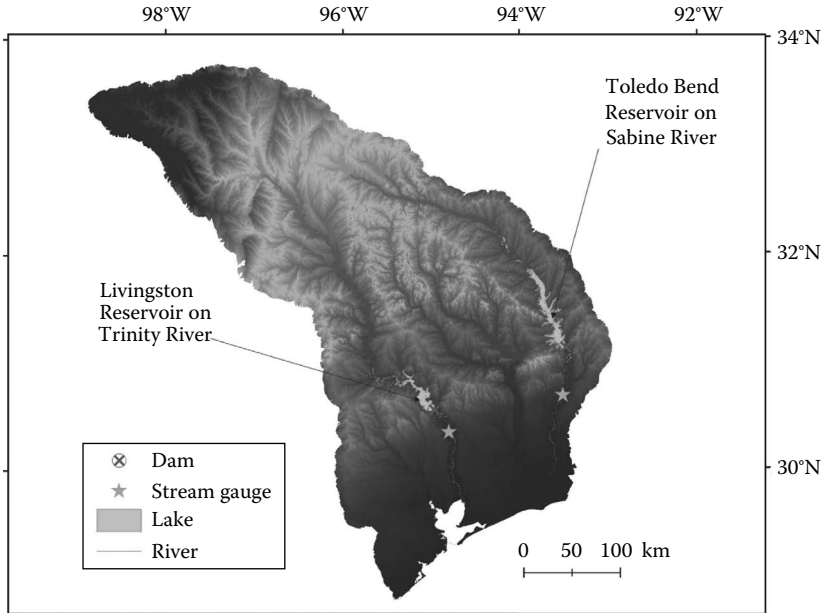 98°W 96°W 94°W 92°W
34°N
Toledo Bend
Reservoir on
Sabine River
32°N
Livingston
Reservoir on
Trinity River
30°N
Dam
Stream gauge
Lake
River
0 50 100 km